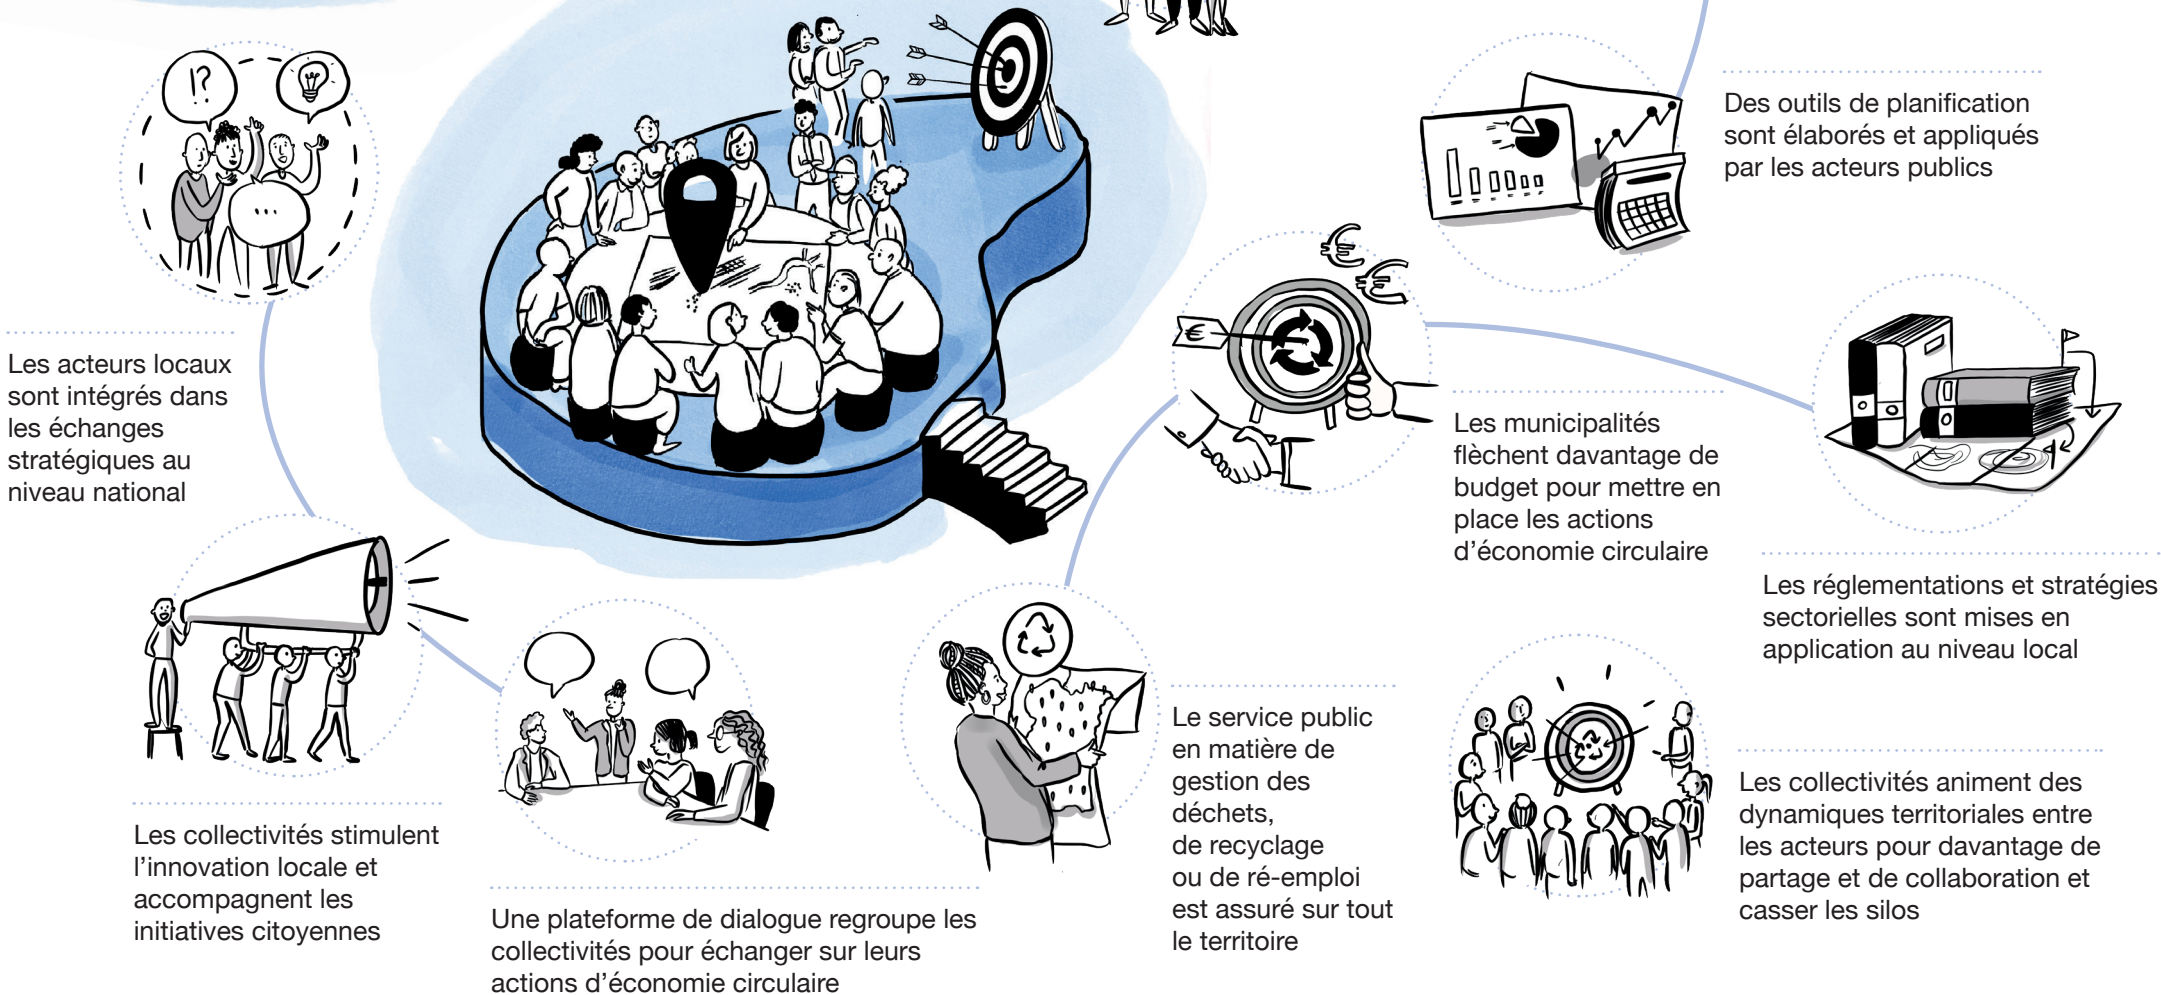 !?
...
Les acteurs locaux
sont intégrés dans
les échanges
stratégiques au
niveau national
Les collectivités stimulent
l’innovation locale et
accompagnent les
initiatives citoyennes
Une plateforme de dialogue regroupe les
collectivités pour échanger sur leurs
actions d’économie circulaire
Le service public
en matière de
gestion des
déchets,
de recyclage
ou de ré-emploi
est assuré sur tout
le territoire
€
€
€
Les municipalités
flèchent davantage de
budget pour mettre en
place les actions
d’économie circulaire
Des outils de planification
sont élaborés et appliqués
par les acteurs publics
Les réglementations et stratégies
sectorielles sont mises en
application au niveau local
Les collectivités animent des
dynamiques territoriales entre
les acteurs pour davantage de
partage et de collaboration et
casser les silos